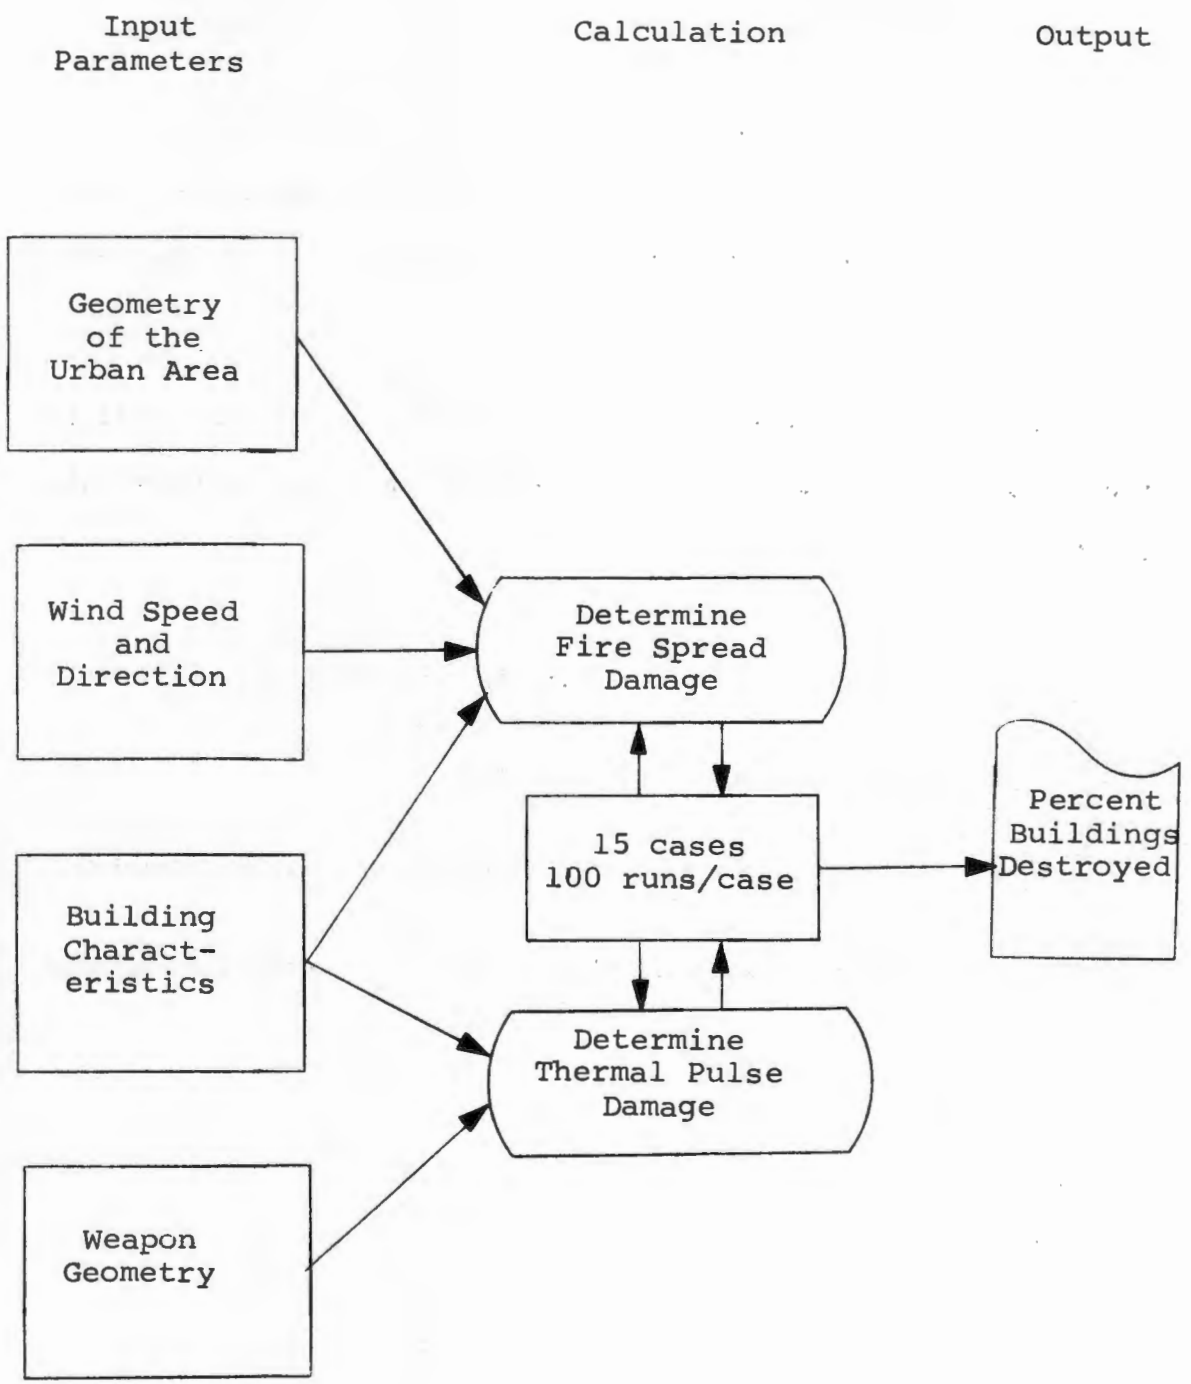 Input
Parameters
Calculation
Output
Geometry
of the
Urban Area
Wind Speed
and
Direction
Determine
Fire Spread
Damage
15 cases
100 runs/case
Percent
Buildings
Destroyed
Building
Charact-
eristics
Determine
Thermal Pulse
Damage
Weapon
Geometry